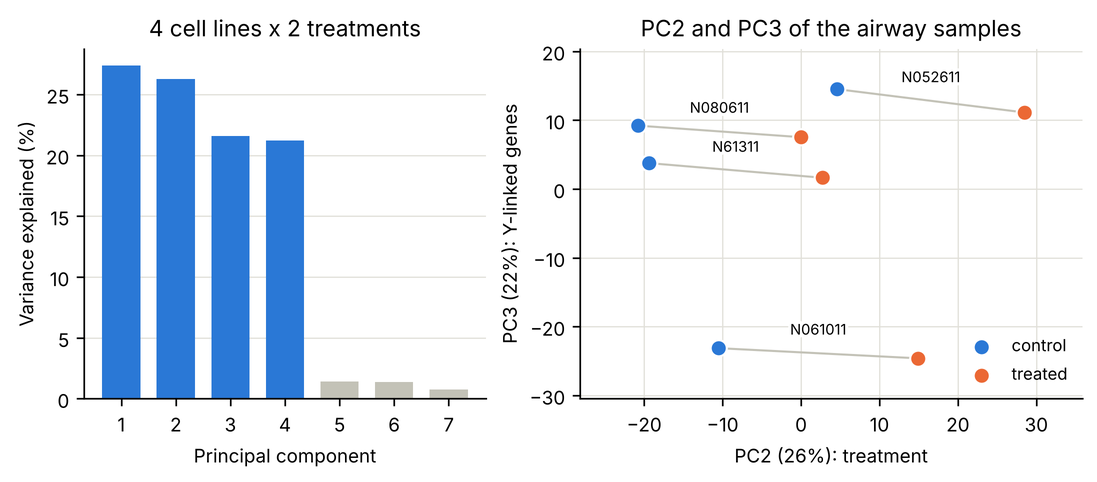 4 cell lines x 2 treatments
Variance explained (%)
25
20
15
10
5
0
1 2 3 4 5 6 7
Principal component
PC2 and PC3 of the airway samples
PC3 (22%): Y-linked genes
20
10
0
−10
−20
−30
N052611
N080611
N61311
N061011
control
treated
−20 −10 0 10 20 30
PC2 (26%): treatment